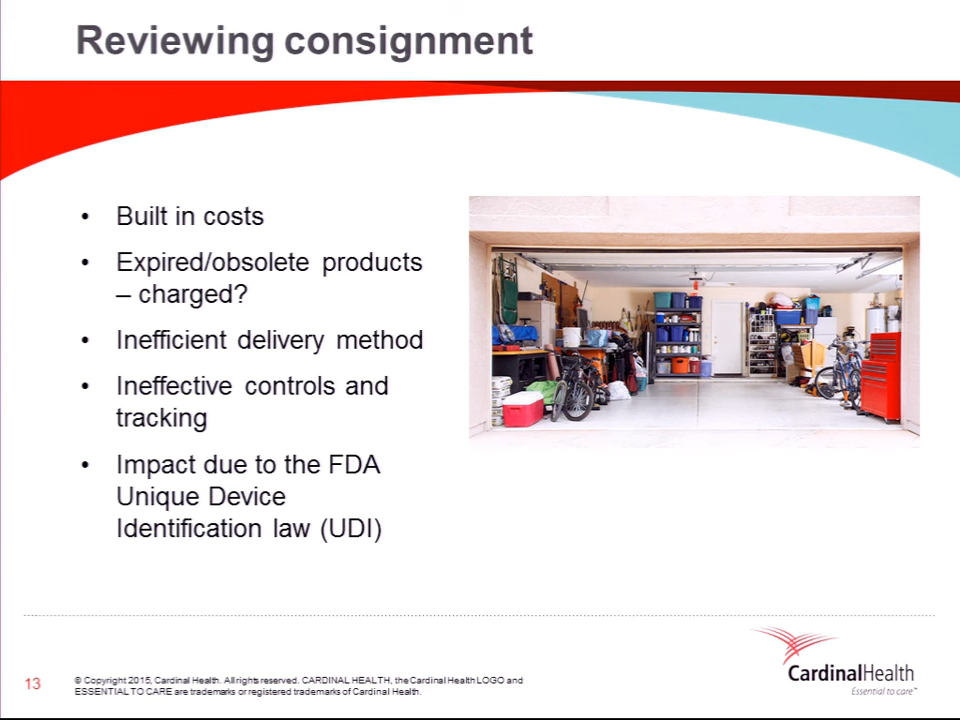 Reviewing consignment
• Built in costs
• Expired/obsolete products
– charged?
• Inefficient delivery method
• Ineffective controls and
tracking
• Impact due to the FDA
Unique Device
Identification law (UDI)
13
© Copyright 2015, Cardinal Health. All rights reserved. CARDINAL HEALTH, the Cardinal Health LOGO and
ESSENTIAL TO CARE are trademarks or registered trademarks of Cardinal Health.
CardinalHealth
Essential to care™